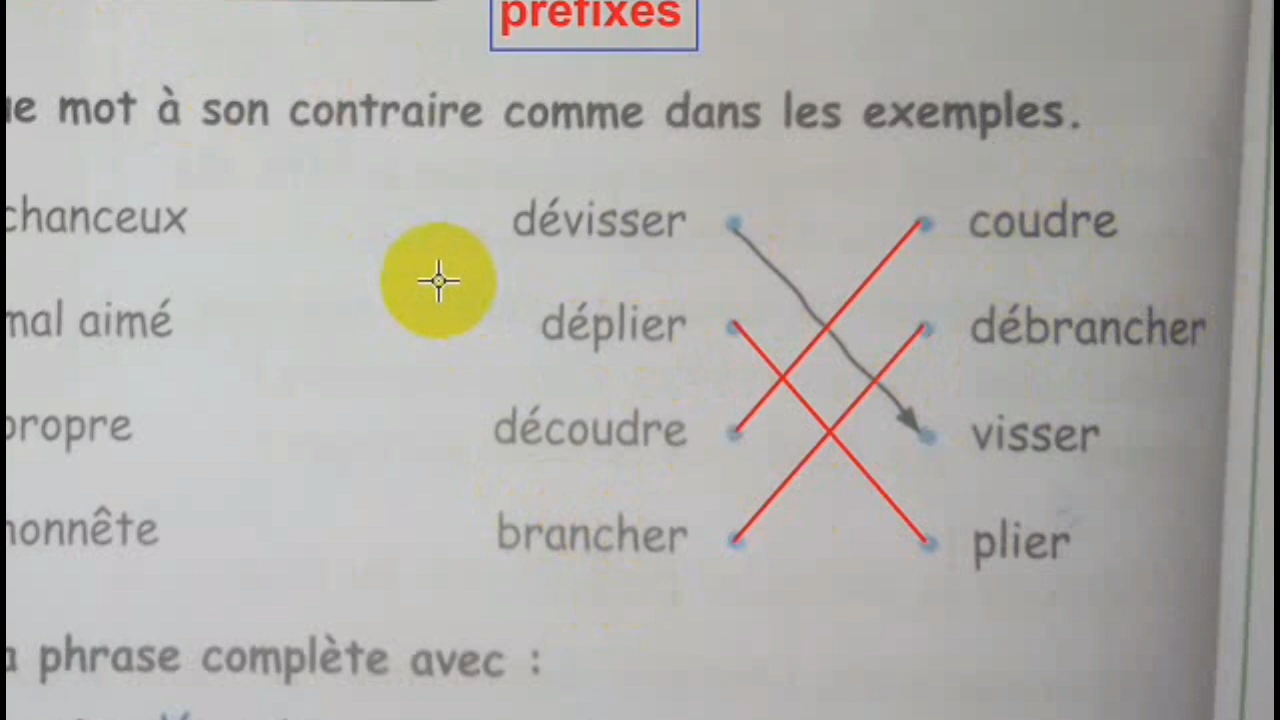 préfixes
mot à son contraire comme dans les exemples.
chanceux dévisser coudre
mal aimé déplier débrancher
propre découdre visser
honnête brancher plier
phrase complète avec :